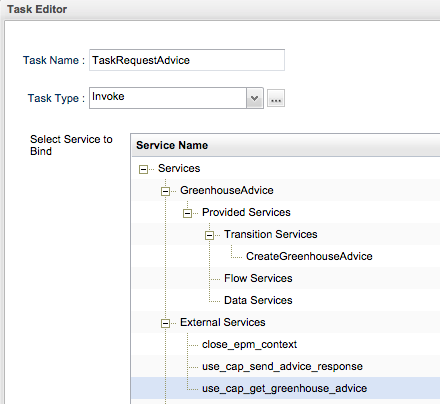 Task Editor
Task Name : TaskRequestAdvice
Task Type : Invoke ...
Select Service to
Bind
Service Name
Services
GreenhouseAdvice
Provided Services
Transition Services
CreateGreenhouseAdvice
Flow Services
Data Services
External Services
close_epm_context
use_cap_send_advice_response
use_cap_get_greenhouse_advice